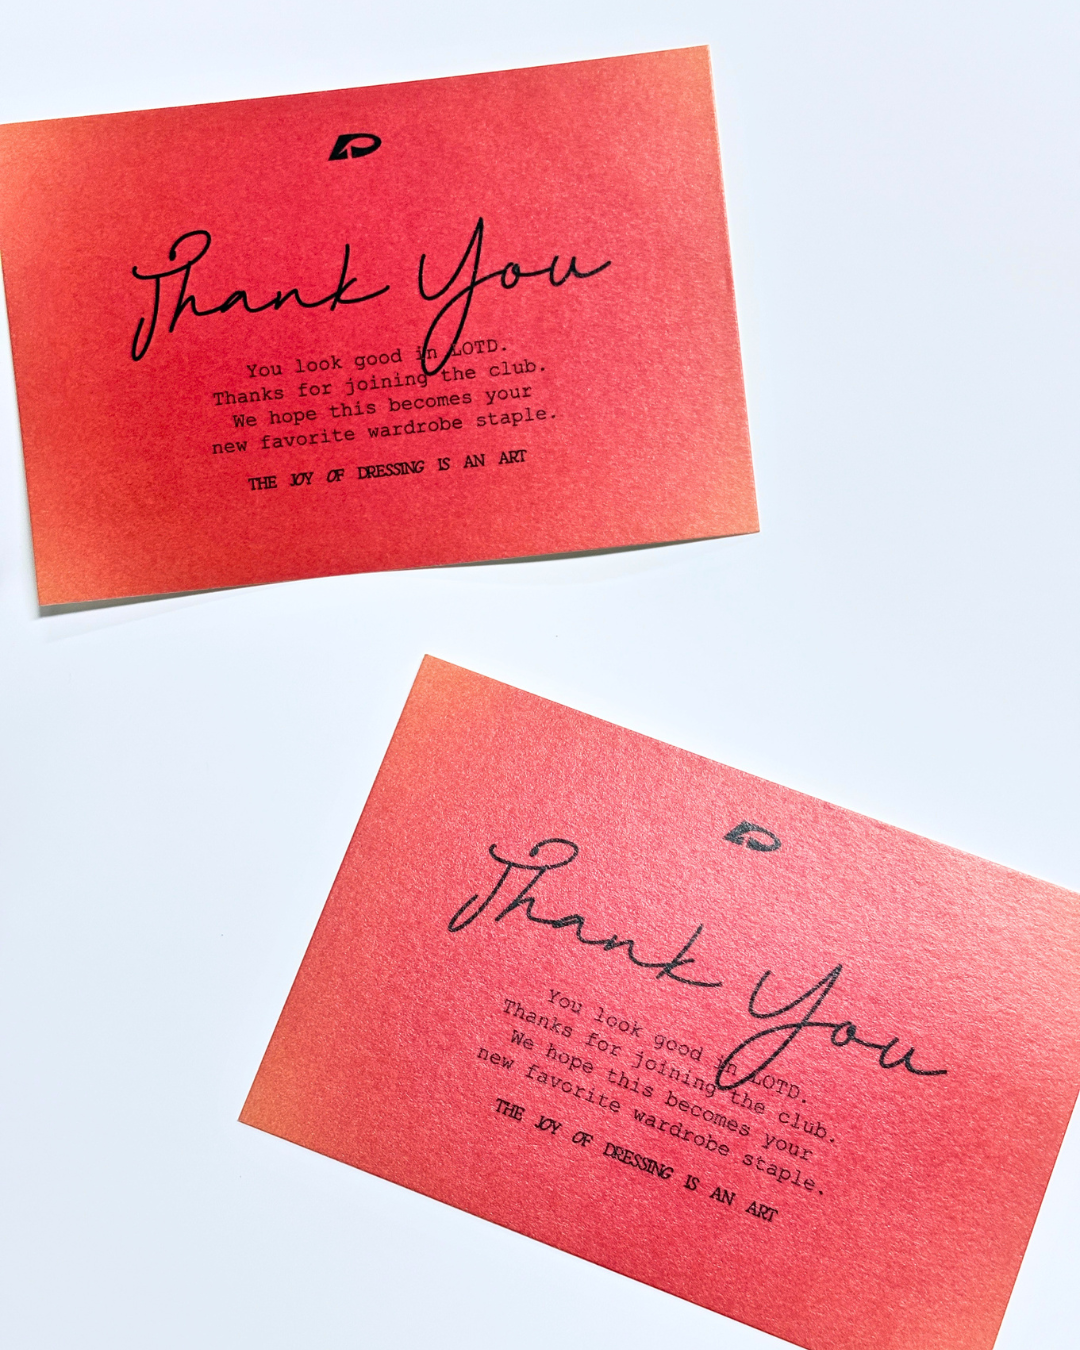 Thank You
You look good in LOTD.
Thanks for joining the club.
We hope this becomes your
new favorite wardrobe staple.
THE JOY OF DRESSING IS AN ART
Thank You
You look good in LOTD.
Thanks for joining the club.
We hope this becomes your
new favorite wardrobe staple.
THE JOY OF DRESSING IS AN ART